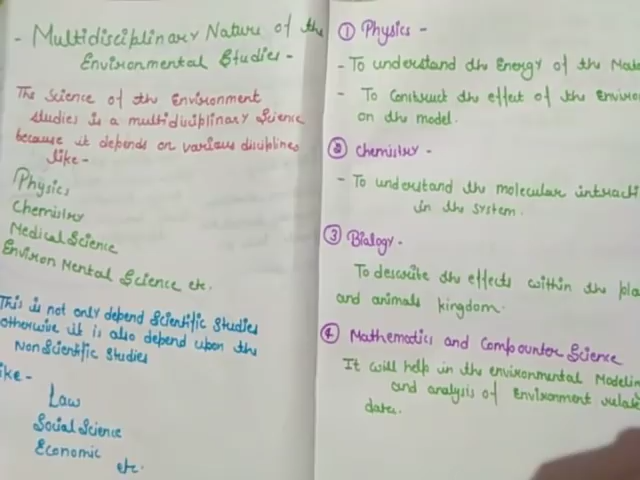 - Multidisciplinary Nature of the
Environmental Studies -
The Science of the Environment
studies is a multidisciplinary Science
because it depends on various disciplines
like -
Physics
Chemistry
Medical Science
Environ Mental Science etc.
This is not only depend Scientific Studies
otherwise it is also depend upon the
Non Scientific Studies
like -
Law
Social Science
Economic
etc.
① Physics -
- To understand the Energy of the
- To Construct the effect of the
on the model.
② Chemistry -
- To understand the molecular
in the System.
③ Biology -
To describe the effects within the
and animals kingdom.
④ Mathematics and Compounter Science
It will help in the environmental
and analysis of Environment
data.